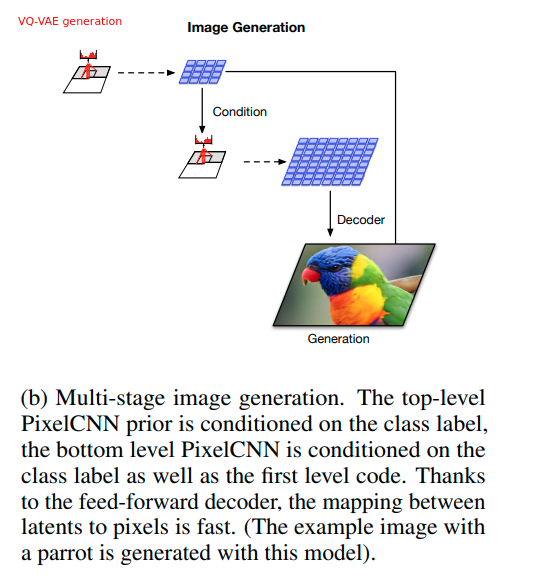 VQ-VAE generation
Image Generation
Condition
Decoder
Generation
(b) Multi-stage image generation. The top-level
PixelCNN prior is conditioned on the class label,
the bottom level PixelCNN is conditioned on the
class label as well as the first level code. Thanks
to the feed-forward decoder, the mapping between
latents to pixels is fast. (The example image with
a parrot is generated with this model).